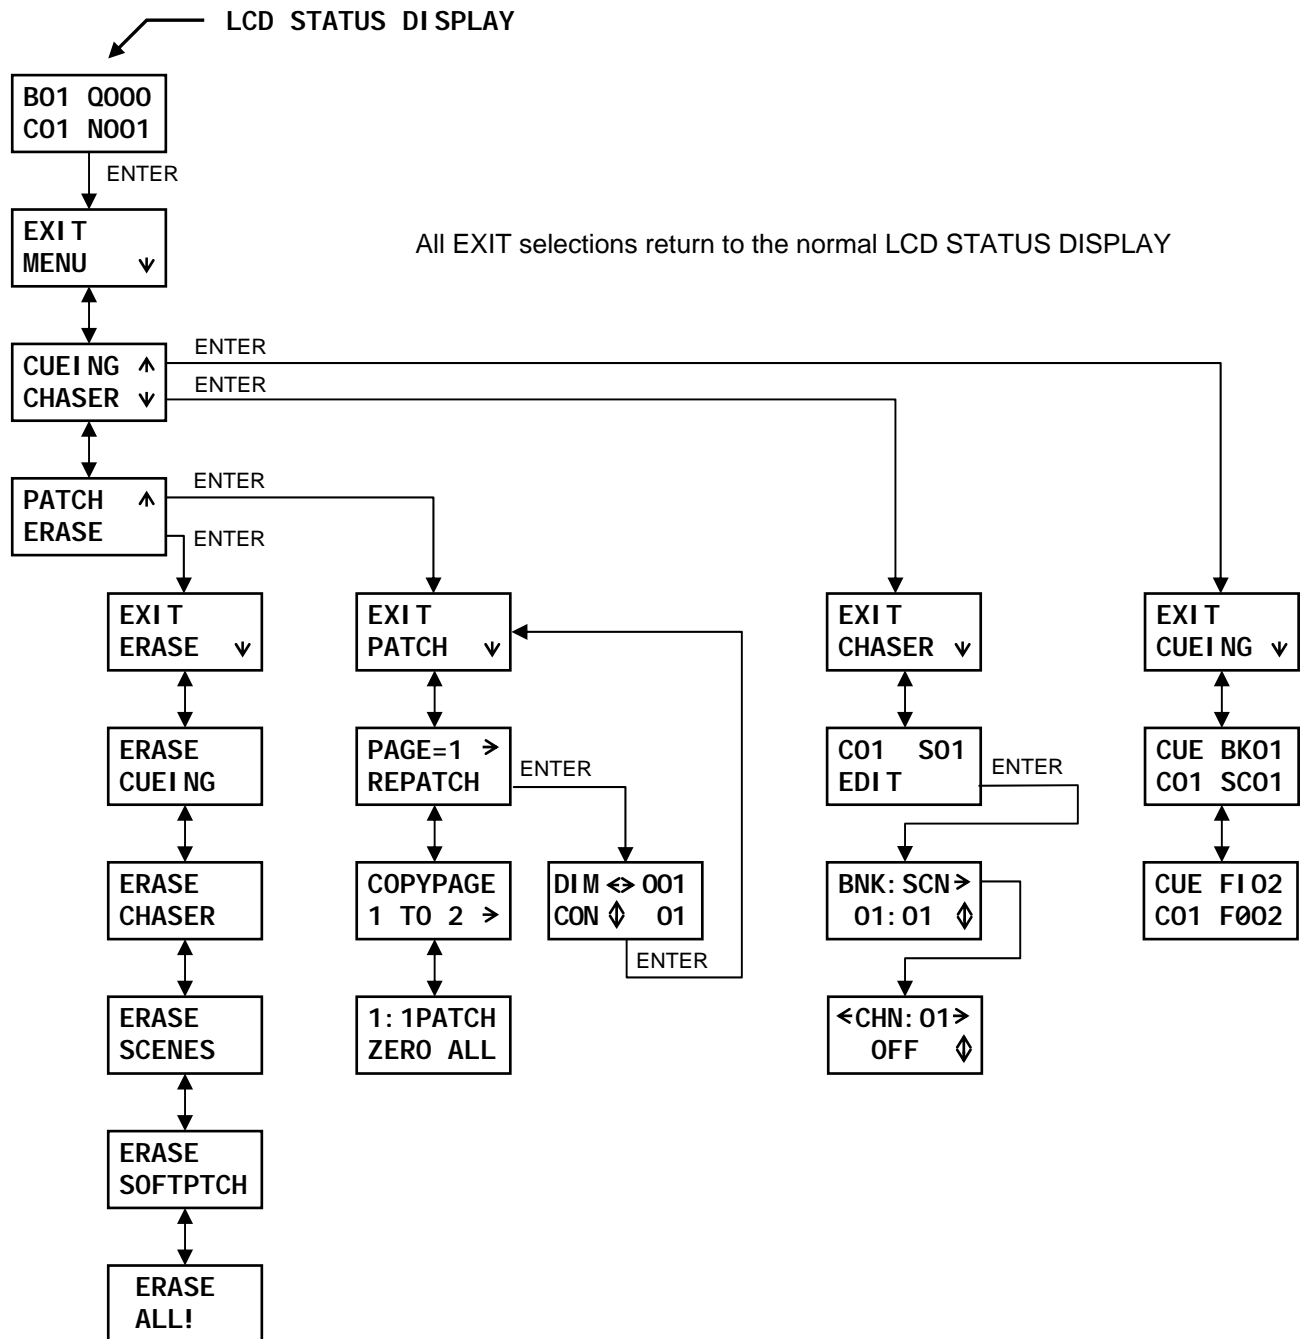 LCD STATUS DISPLAY
B01 Q000
C01 N001
ENTER
EXIT
MENU ↓
All EXIT selections return to the normal LCD STATUS DISPLAY
CUEING ↑
CHASER ↓
ENTER
ENTER
PATCH ↑
ERASE
ENTER
ENTER
EXIT
ERASE ↓
ERASE
CUEING
ERASE
CHASER
ERASE
SCENES
ERASE
SOFTPTCH
ERASE
ALL!
EXIT
PATCH ↓
PAGE=1 →
REPATCH
ENTER
COPYPAGE
1 TO 2 →
1:1PATCH
ZERO ALL
DIM ↔ 001
CON ↕ 01
ENTER
EXIT
CHASER ↓
C01 S01
EDIT
ENTER
BNK:SCN→
01:01 ↕
←CHN:01→
OFF ↕
EXIT
CUEING ↓
CUE BK01
C01 SC01
CUE FI02
C01 FO02